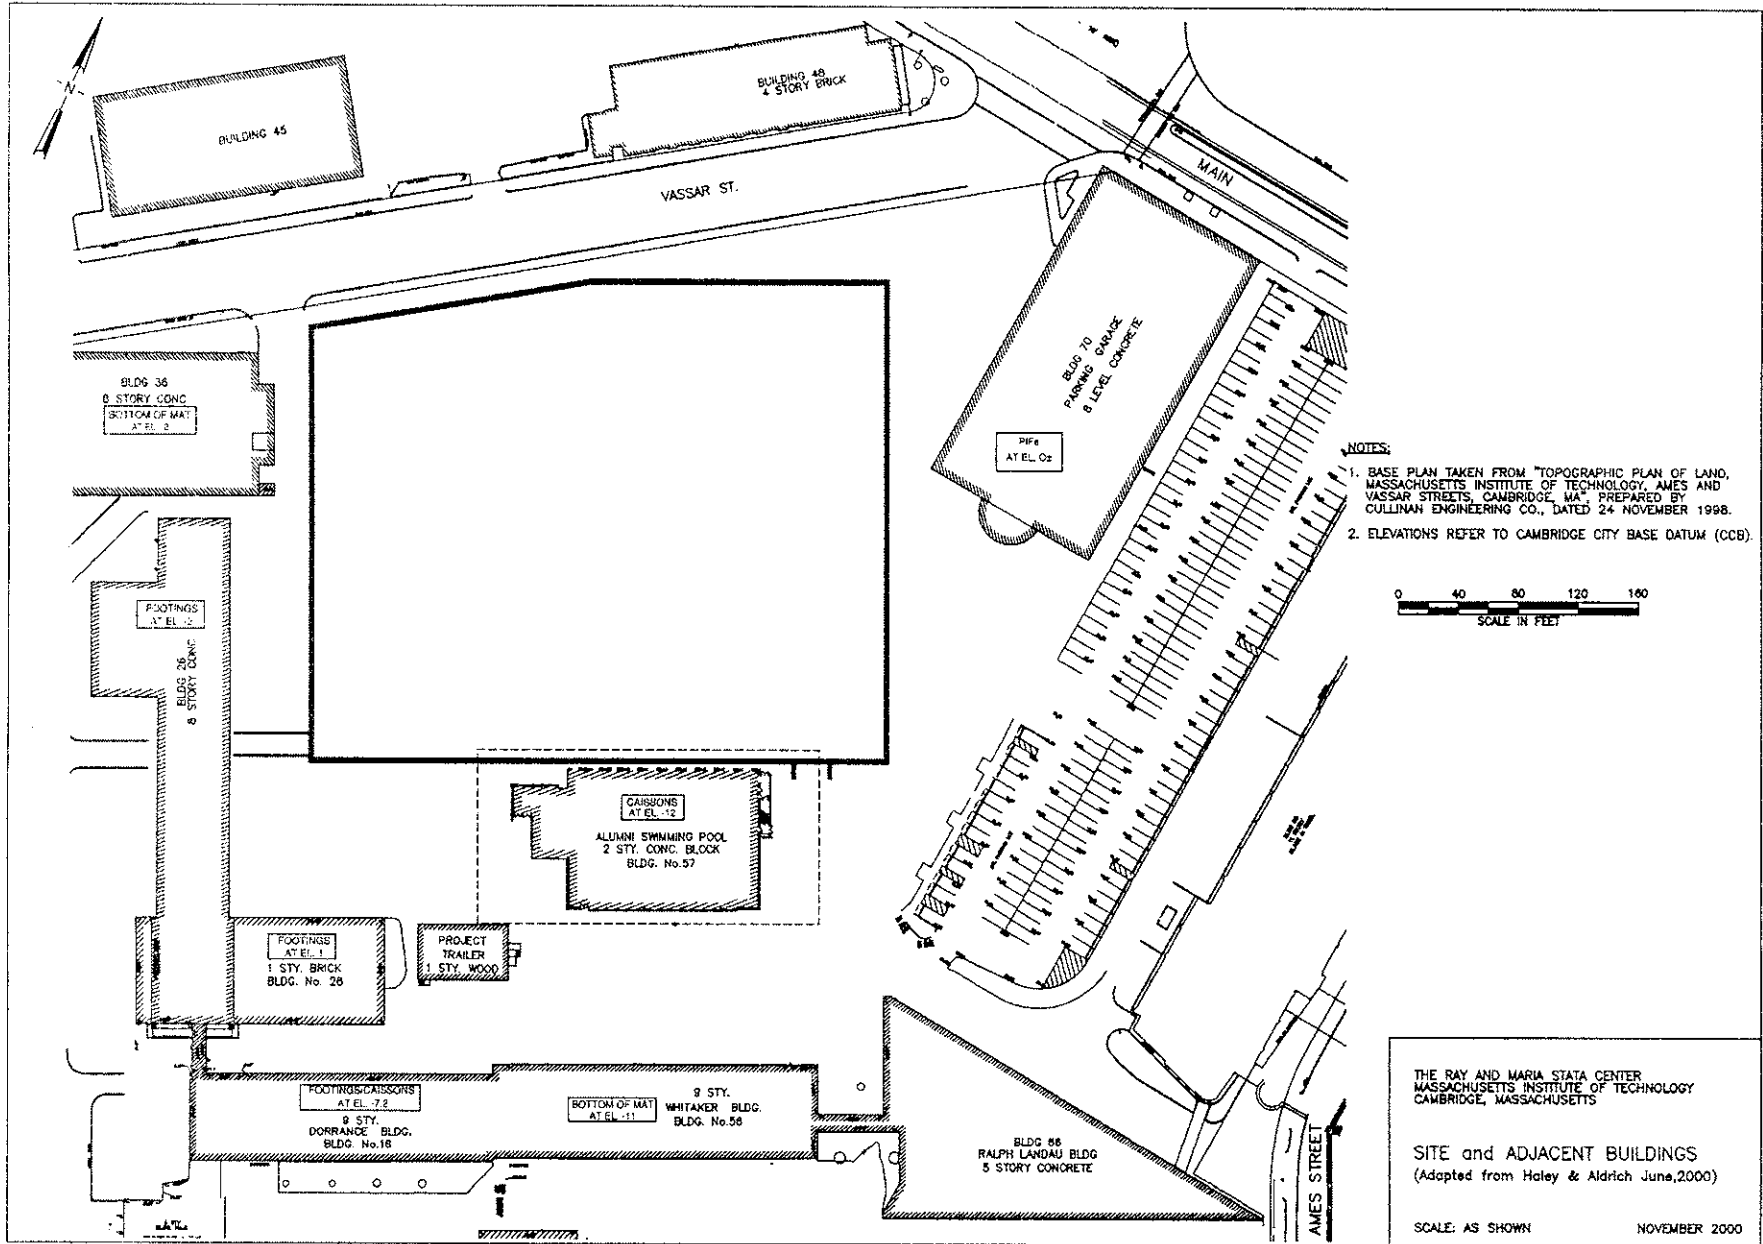 N
BUILDING 45
BUILDING 48
4 STORY BRICK
VASSAR ST.
MAIN
BLDG 36
8 STORY CONC
BOTTOM OF MAT
AT EL. 2
BLDG 70
PARKING GARAGE
8 LEVEL CONCRETE
PIFs
AT EL. 0±
NOTES:
1. BASE PLAN TAKEN FROM "TOPOGRAPHIC PLAN OF LAND,
MASSACHUSETTS INSTITUTE OF TECHNOLOGY, AMES AND
VASSAR STREETS, CAMBRIDGE, MA", PREPARED BY
CULLINAN ENGINEERING CO., DATED 24 NOVEMBER 1998.
2. ELEVATIONS REFER TO CAMBRIDGE CITY BASE DATUM (CCB).
0 40 80 120 160
SCALE IN FEET
FOOTINGS
AT EL. -2
BLDG 26
8 STORY CONC
CAISSONS
AT EL. -12
ALUMNI SWIMMING POOL
2 STY. CONC. BLOCK
BLDG. No.57
FOOTINGS
AT EL. 1
1 STY. BRICK
BLDG. No. 28
PROJECT
TRAILER
1 STY. WOOD
FOOTINGS/CAISSONS
AT EL. -7.2
9 STY.
DORRANCE BLDG.
BLDG. No.16
BOTTOM OF MAT
AT EL. -11
9 STY.
WHITAKER BLDG.
BLDG. No.56
BLDG 66
RALPH LANDAU BLDG
5 STORY CONCRETE
AMES STREET
THE RAY AND MARIA STATA CENTER
MASSACHUSETTS INSTITUTE OF TECHNOLOGY
CAMBRIDGE, MASSACHUSETTS
SITE and ADJACENT BUILDINGS
(Adapted from Haley & Aldrich June,2000)
SCALE: AS SHOWN NOVEMBER 2000